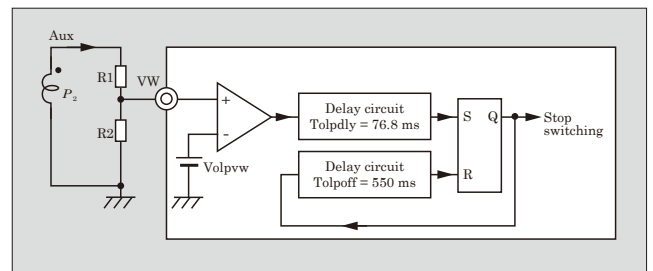 Aux
R1
P₂
R2
VW
+
-
Volpvw
Delay circuit
Tolpdly = 76.8 ms
Delay circuit
Tolpoff = 550 ms
S Q
R
Stop
switching